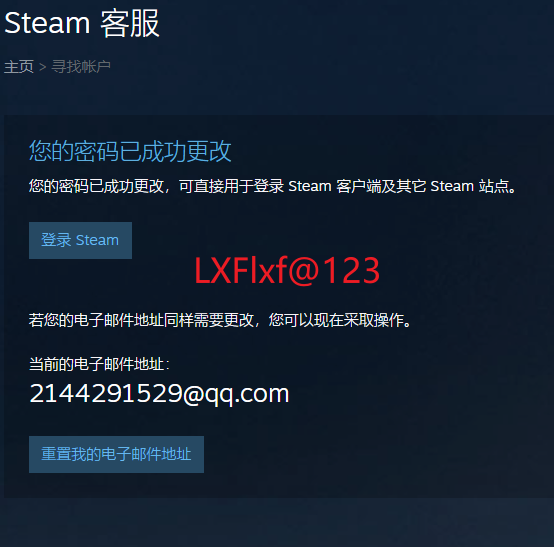 Steam 客服
主页 > 寻找帐户
您的密码已成功更改
您的密码已成功更改，可直接用于登录 Steam 客户端及其它 Steam 站点。
登录 Steam
LXFlxf@123
若您的电子邮件地址同样需要更改，您可以现在采取操作。
当前的电子邮件地址：
2144291529@qq.com
重置我的电子邮件地址